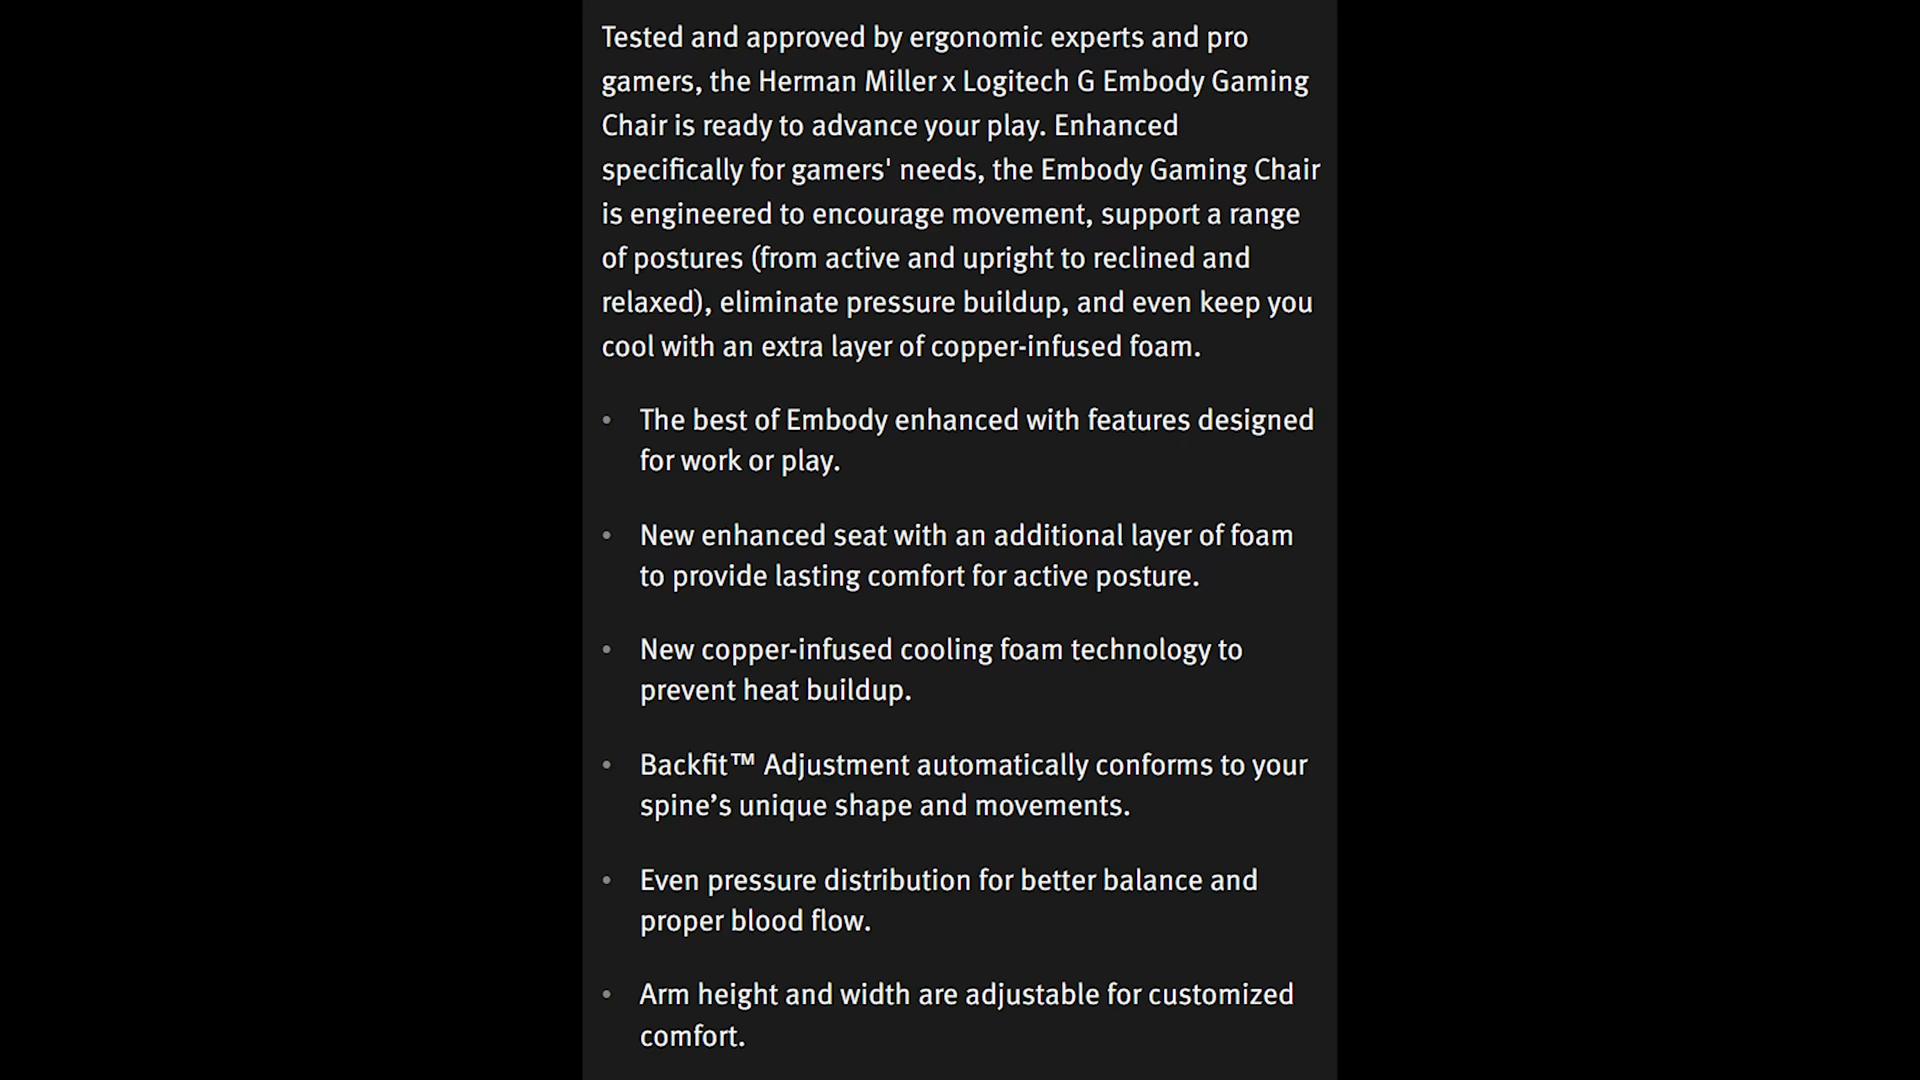 Tested and approved by ergonomic experts and pro
gamers, the Herman Miller x Logitech G Embody Gaming
Chair is ready to advance your play. Enhanced
specifically for gamers' needs, the Embody Gaming Chair
is engineered to encourage movement, support a range
of postures (from active and upright to reclined and
relaxed), eliminate pressure buildup, and even keep you
cool with an extra layer of copper-infused foam.
• The best of Embody enhanced with features designed
for work or play.
• New enhanced seat with an additional layer of foam
to provide lasting comfort for active posture.
• New copper-infused cooling foam technology to
prevent heat buildup.
• Backfit™ Adjustment automatically conforms to your
spine’s unique shape and movements.
• Even pressure distribution for better balance and
proper blood flow.
• Arm height and width are adjustable for customized
comfort.